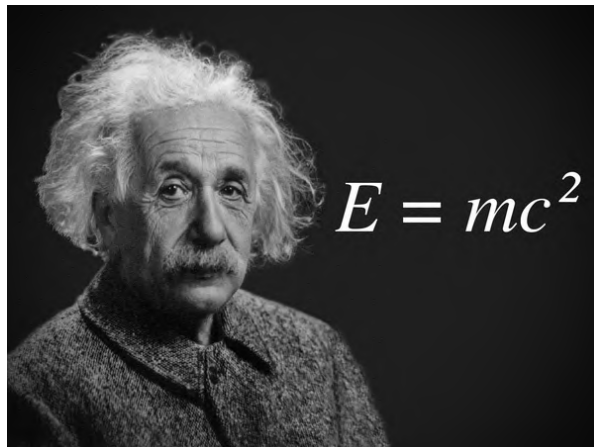 E = mc²